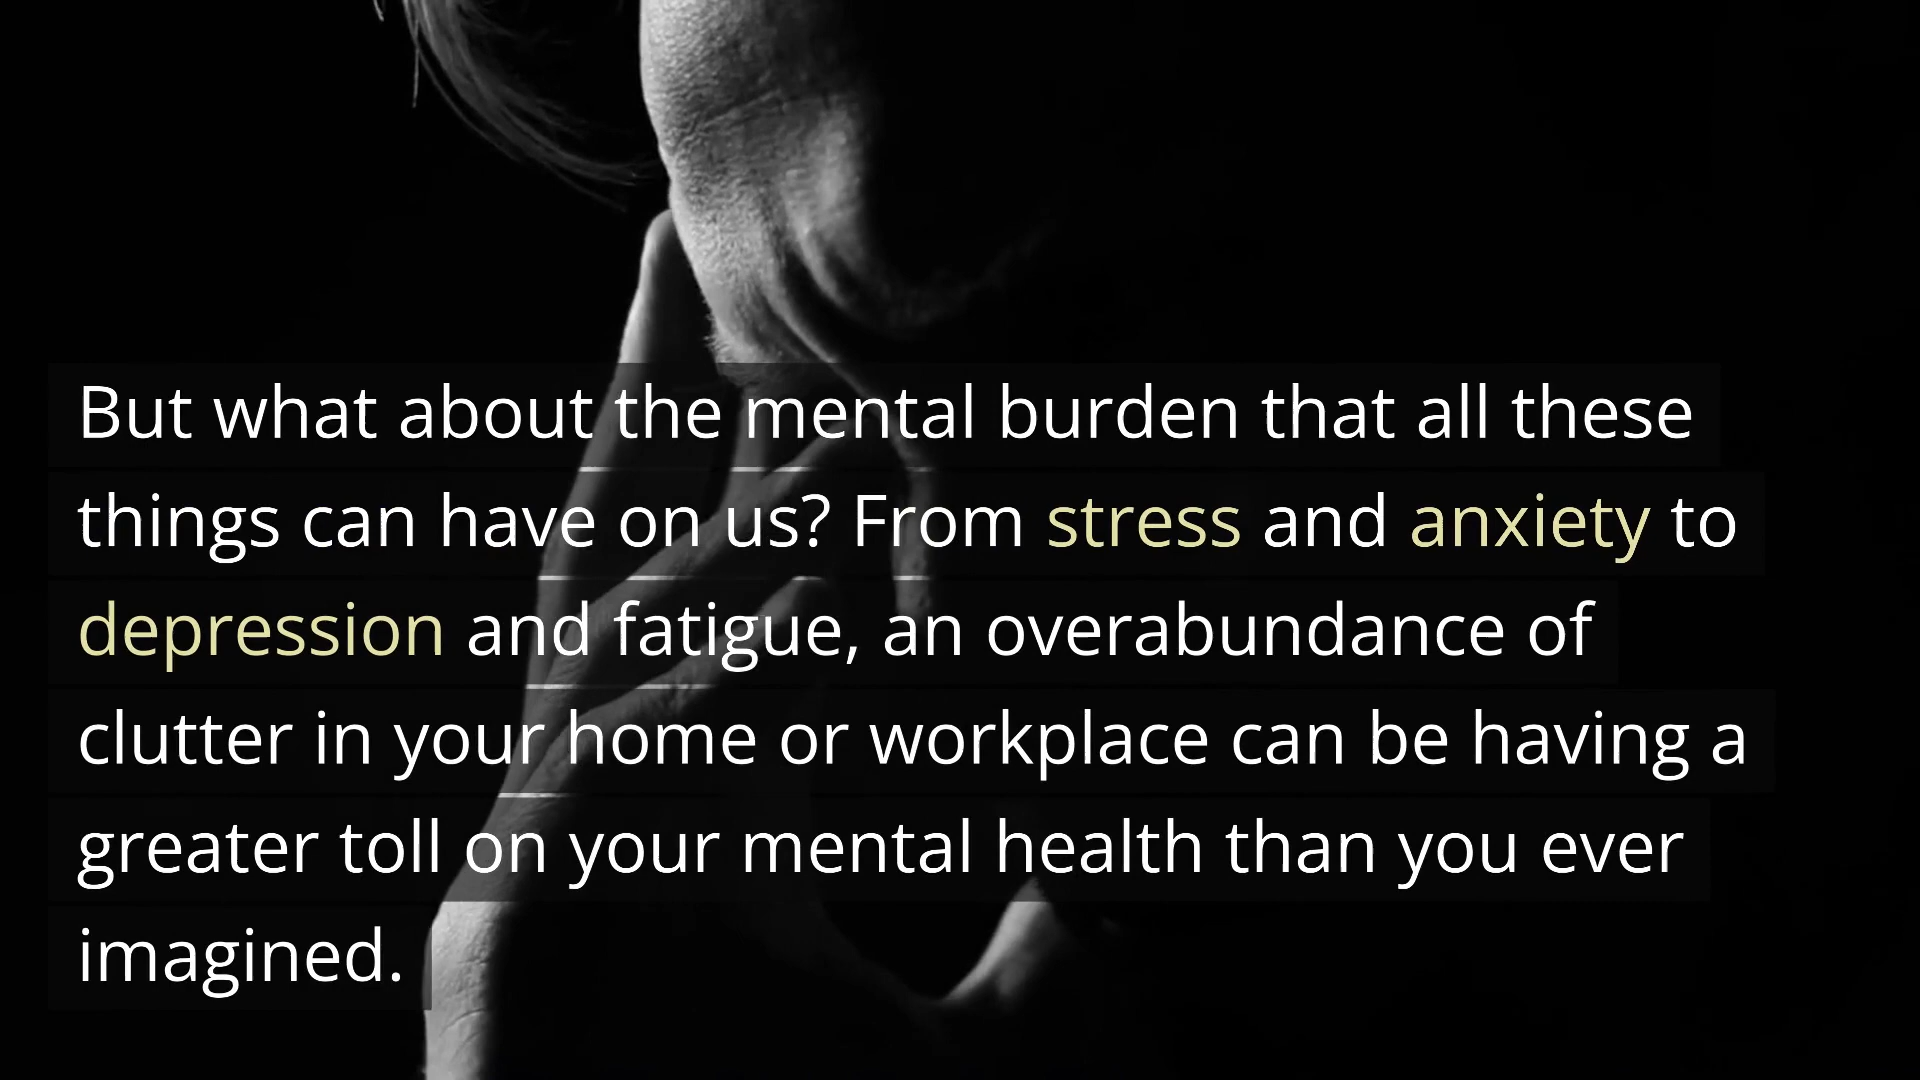 But what about the mental burden that all these
things can have on us? From stress and anxiety to
depression and fatigue, an overabundance of
clutter in your home or workplace can be having a
greater toll on your mental health than you ever
imagined.